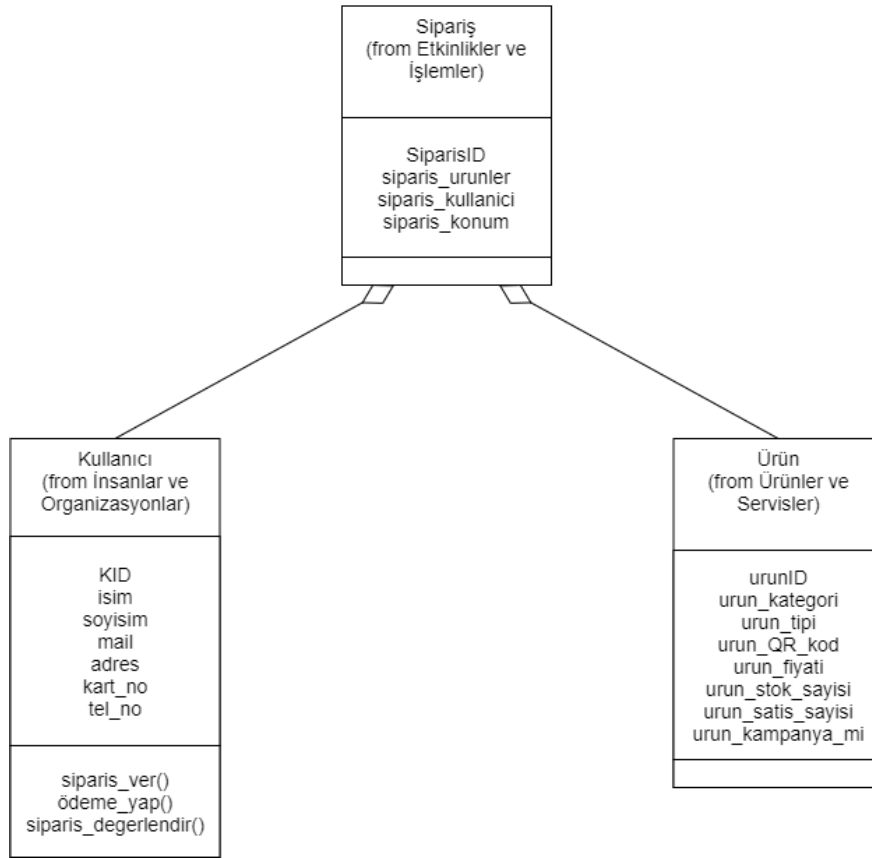 Sipariş
(from Etkinlikler ve
İşlemler)
SiparisID
siparis_urunler
siparis_kullanici
siparis_konum
Kullanıcı
(from İnsanlar ve
Organizasyonlar)
KID
isim
soyisim
mail
adres
kart_no
tel_no
siparis_ver()
ödeme_yap()
siparis_degerlendir()
Ürün
(from Ürünler ve
Servisler)
urunID
urun_kategori
urun_tipi
urun_QR_kod
urun_fiyati
urun_stok_sayisi
urun_satis_sayisi
urun_kampanya_mi